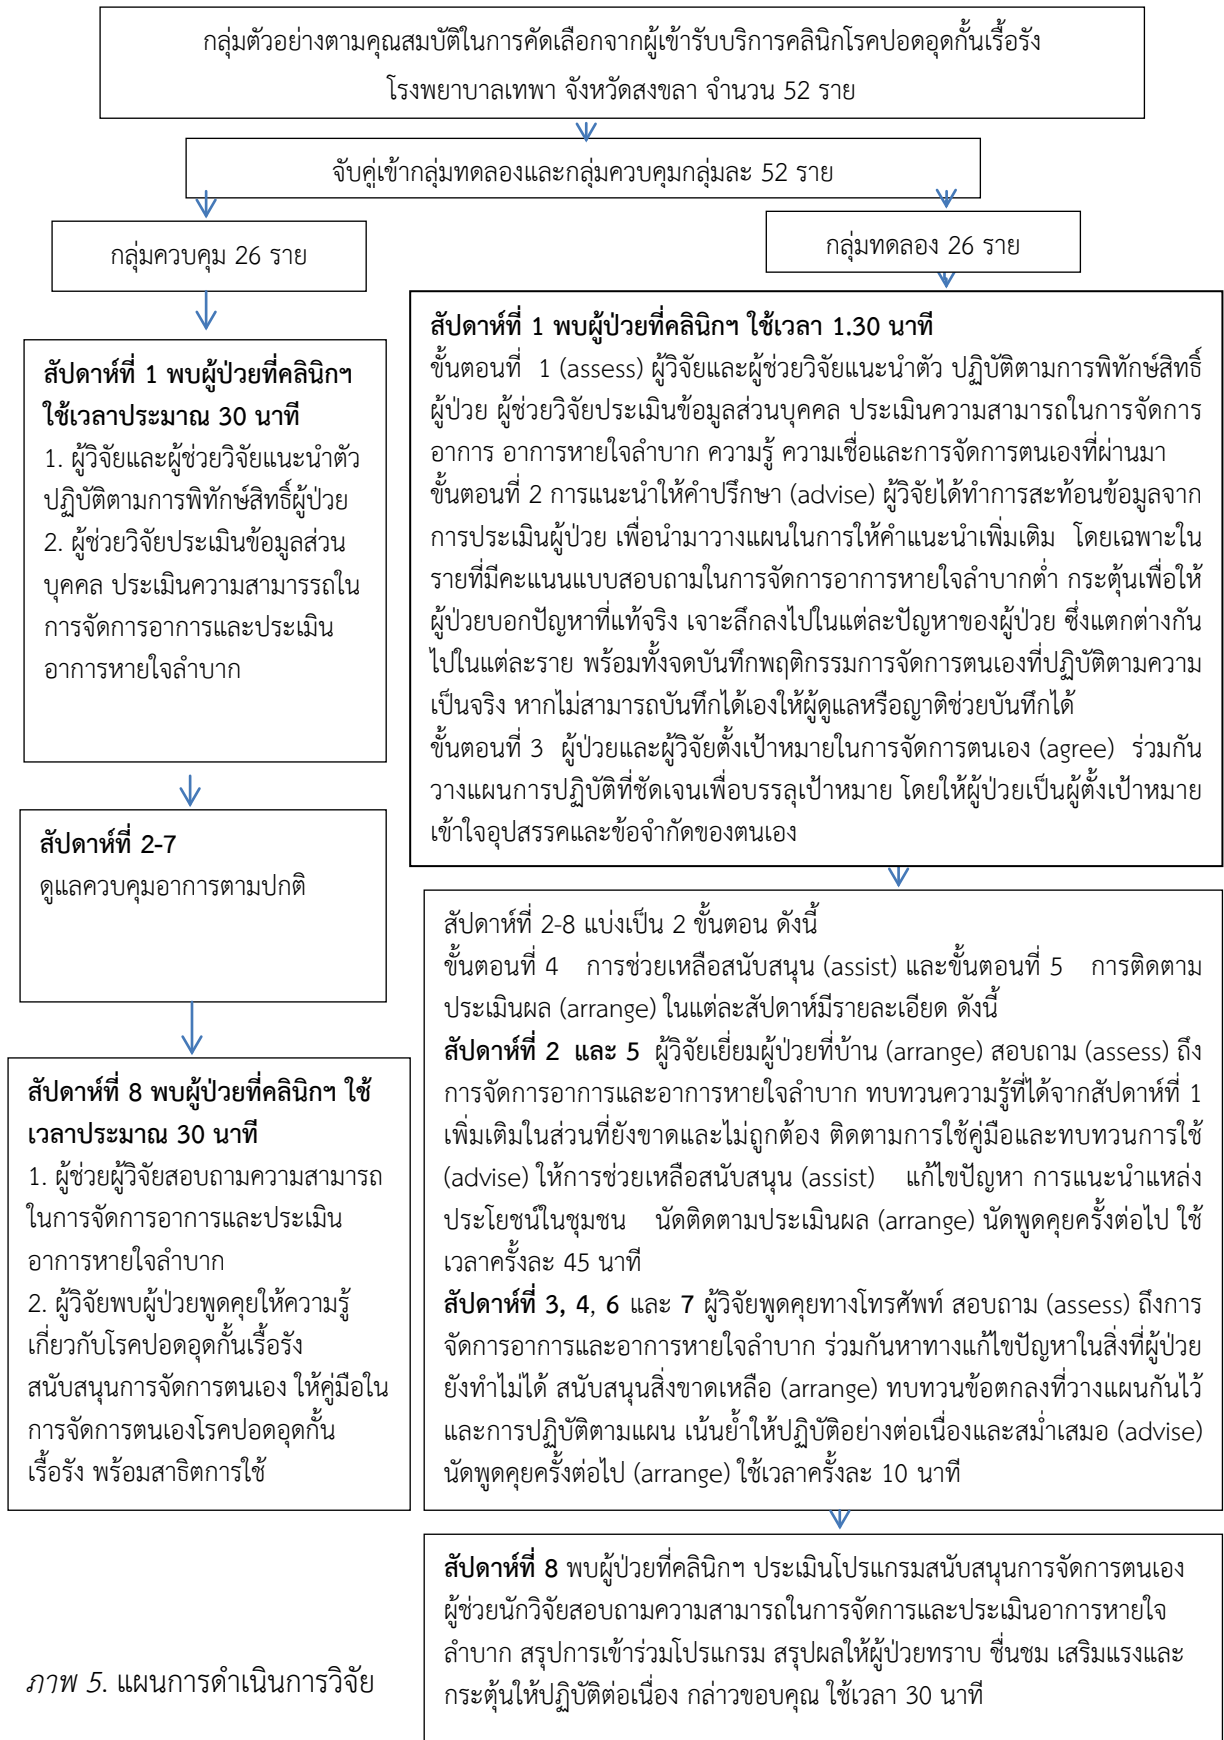 กลุ่มตัวอย่างตามคุณสมบัติในการคัดเลือกจากผู้เข้ารับบริการคลินิกโรคปอดอุดกั้นเรื้อรัง
โรงพยาบาลเทพา จังหวัดสงขลา จำนวน 52 ราย
จับคู่เข้ากลุ่มทดลองและกลุ่มควบคุมกลุ่มละ 52 ราย
กลุ่มควบคุม 26 ราย
สัปดาห์ที่ 1 พบผู้ป่วยที่คลินิกฯ
ใช้เวลาประมาณ 30 นาที
1. ผู้วิจัยและผู้ช่วยวิจัยแนะนำตัว
ปฏิบัติตามการพิทักษ์สิทธิ์ผู้ป่วย
2. ผู้ช่วยวิจัยประเมินข้อมูลส่วน
บุคคล ประเมินความสามารรถใน
การจัดการอาการและประเมิน
อาการหายใจลำบาก
สัปดาห์ที่ 2-7
ดูแลควบคุมอาการตามปกติ
สัปดาห์ที่ 8 พบผู้ป่วยที่คลินิกฯ ใช้
เวลาประมาณ 30 นาที
1. ผู้ช่วยผู้วิจัยสอบถามความสามารถ
ในการจัดการอาการและประเมิน
อาการหายใจลำบาก
2. ผู้วิจัยพบผู้ป่วยพูดคุยให้ความรู้
เกี่ยวกับโรคปอดอุดกั้นเรื้อรัง
สนับสนุนการจัดการตนเอง ให้คู่มือใน
การจัดการตนเองโรคปอดอุดกั้น
เรื้อรัง พร้อมสาธิตการใช้
กลุ่มทดลอง 26 ราย
สัปดาห์ที่ 1 พบผู้ป่วยที่คลินิกฯ ใช้เวลา 1.30 นาที
ขั้นตอนที่ 1 (assess) ผู้วิจัยและผู้ช่วยวิจัยแนะนำตัว ปฏิบัติตามการพิทักษ์สิทธิ์
ผู้ป่วย ผู้ช่วยวิจัยประเมินข้อมูลส่วนบุคคล ประเมินความสามารถในการจัดการ
อาการ อาการหายใจลำบาก ความรู้ ความเชื่อและการจัดการตนเองที่ผ่านมา
ขั้นตอนที่ 2 การแนะนำให้คำปรึกษา (advise) ผู้วิจัยได้ทำการสะท้อนข้อมูลจาก
การประเมินผู้ป่วย เพื่อนำมาวางแผนในการให้คำแนะนำเพิ่มเติม โดยเฉพาะใน
รายที่มีคะแนนแบบสอบถามในการจัดการอาการหายใจลำบากต่ำ กระตุ้นเพื่อให้
ผู้ป่วยบอกปัญหาที่แท้จริง เจาะลึกลงไปในแต่ละปัญหาของผู้ป่วย ซึ่งแตกต่างกัน
ไปในแต่ละราย พร้อมทั้งจดบันทึกพฤติกรรมการจัดการตนเองที่ปฏิบัติตามความ
เป็นจริง หากไม่สามารถบันทึกได้เองให้ผู้ดูแลหรือญาติช่วยบันทึกได้
ขั้นตอนที่ 3 ผู้ป่วยและผู้วิจัยตั้งเป้าหมายในการจัดการตนเอง (agree) ร่วมกัน
วางแผนการปฏิบัติที่ชัดเจนเพื่อบรรลุเป้าหมาย โดยให้ผู้ป่วยเป็นผู้ตั้งเป้าหมาย
เข้าใจอุปสรรคและข้อจำกัดของตนเอง
สัปดาห์ที่ 2-8 แบ่งเป็น 2 ขั้นตอน ดังนี้
ขั้นตอนที่ 4 การช่วยเหลือสนับสนุน (assist) และขั้นตอนที่ 5 การติดตาม
ประเมินผล (arrange) ในแต่ละสัปดาห์มีรายละเอียด ดังนี้
สัปดาห์ที่ 2 และ 5 ผู้วิจัยเยี่ยมผู้ป่วยที่บ้าน (arrange) สอบถาม (assess) ถึง
การจัดการอาการและอาการหายใจลำบาก ทบทวนความรู้ที่ได้จากสัปดาห์ที่ 1
เพิ่มเติมในส่วนที่ยังขาดและไม่ถูกต้อง ติดตามการใช้คู่มือและทบทวนการใช้
(advise) ให้การช่วยเหลือสนับสนุน (assist) แก้ไขปัญหา การแนะนำแหล่ง
ประโยชน์ในชุมชน นัดติดตามประเมินผล (arrange) นัดพูดคุยครั้งต่อไป ใช้
เวลาครั้งละ 45 นาที
สัปดาห์ที่ 3, 4, 6 และ 7 ผู้วิจัยพูดคุยทางโทรศัพท์ สอบถาม (assess) ถึงการ
จัดการอาการและอาการหายใจลำบาก ร่วมกันหาทางแก้ไขปัญหาในสิ่งที่ผู้ป่วย
ยังทำไม่ได้ สนับสนุนสิ่งขาดเหลือ (arrange) ทบทวนข้อตกลงที่วางแผนกันไว้
และการปฏิบัติตามแผน เน้นย้ำให้ปฏิบัติอย่างต่อเนื่องและสม่ำเสมอ (advise)
นัดพูดคุยครั้งต่อไป (arrange) ใช้เวลาครั้งละ 10 นาที
สัปดาห์ที่ 8 พบผู้ป่วยที่คลินิกฯ ประเมินโปรแกรมสนับสนุนการจัดการตนเอง
ผู้ช่วยนักวิจัยสอบถามความสามารถในการจัดการและประเมินอาการหายใจ
ลำบาก สรุปการเข้าร่วมโปรแกรม สรุปผลให้ผู้ป่วยทราบ ชื่นชม เสริมแรงและ
กระตุ้นให้ปฏิบัติต่อเนื่อง กล่าวขอบคุณ ใช้เวลา 30 นาที
ภาพ 5. แผนการดำเนินการวิจัย